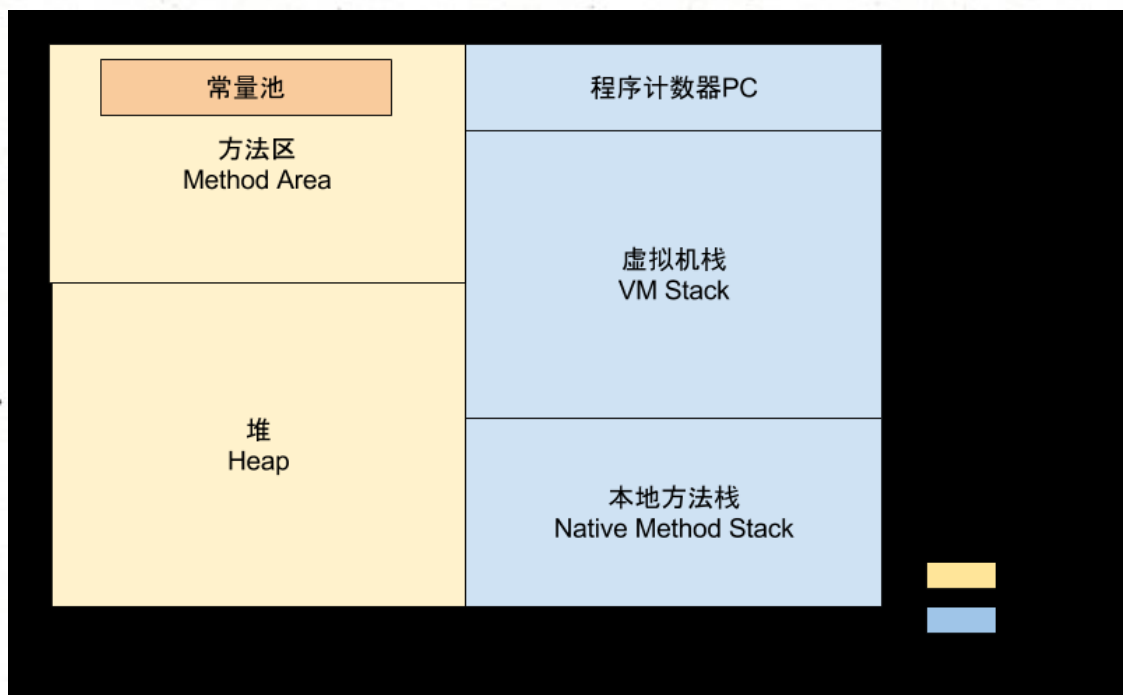 常量池
方法区
Method Area
堆
Heap
程序计数器PC
虚拟机栈
VM Stack
本地方法栈
Native Method Stack